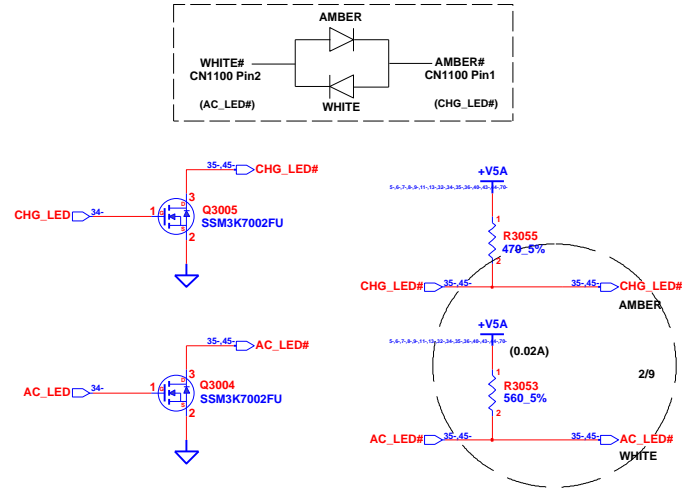 AMBER
WHITE#
CN1100 Pin2
AMBER#
CN1100 Pin1
(AC_LED#)
WHITE
(CHG_LED#)
35-,45-
CHG_LED#
CHG_LED
34-
1
G
D
S
3
2
Q3005
SSM3K7002FU
+V5A
1
R3055
470_5%
2
CHG_LED#
35-,45-
35-,45-
CHG_LED#
AMBER
35-,45-
AC_LED#
AC_LED
34-
1
G
D
S
3
2
Q3004
SSM3K7002FU
+V5A
(0.02A)
1
R3053
560_5%
2
2/9
AC_LED#
35-,45-
35-,45-
AC_LED#
WHITE